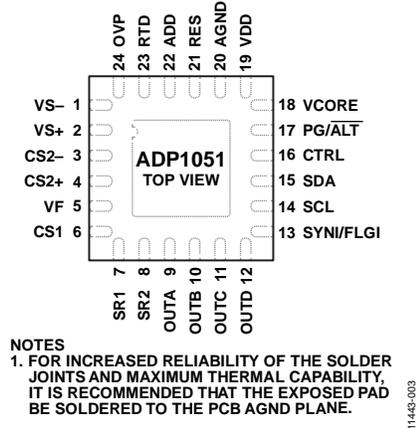 24 OVP
23 RTD
22 ADD
21 RES
20 AGND
19 VDD
VS– 1
VS+ 2
CS2– 3
CS2+ 4
VF 5
CS1 6
ADP1051
TOP VIEW
18 VCORE
17 PG/ALT
16 CTRL
15 SDA
14 SCL
13 SYNI/FLGI
SR1 7
SR2 8
OUTA 9
OUTB 10
OUTC 11
OUTD 12
NOTES
1. FOR INCREASED RELIABILITY OF THE SOLDER
JOINTS AND MAXIMUM THERMAL CAPABILITY,
IT IS RECOMMENDED THAT THE EXPOSED PAD
BE SOLDERED TO THE PCB AGND PLANE.
11443-003